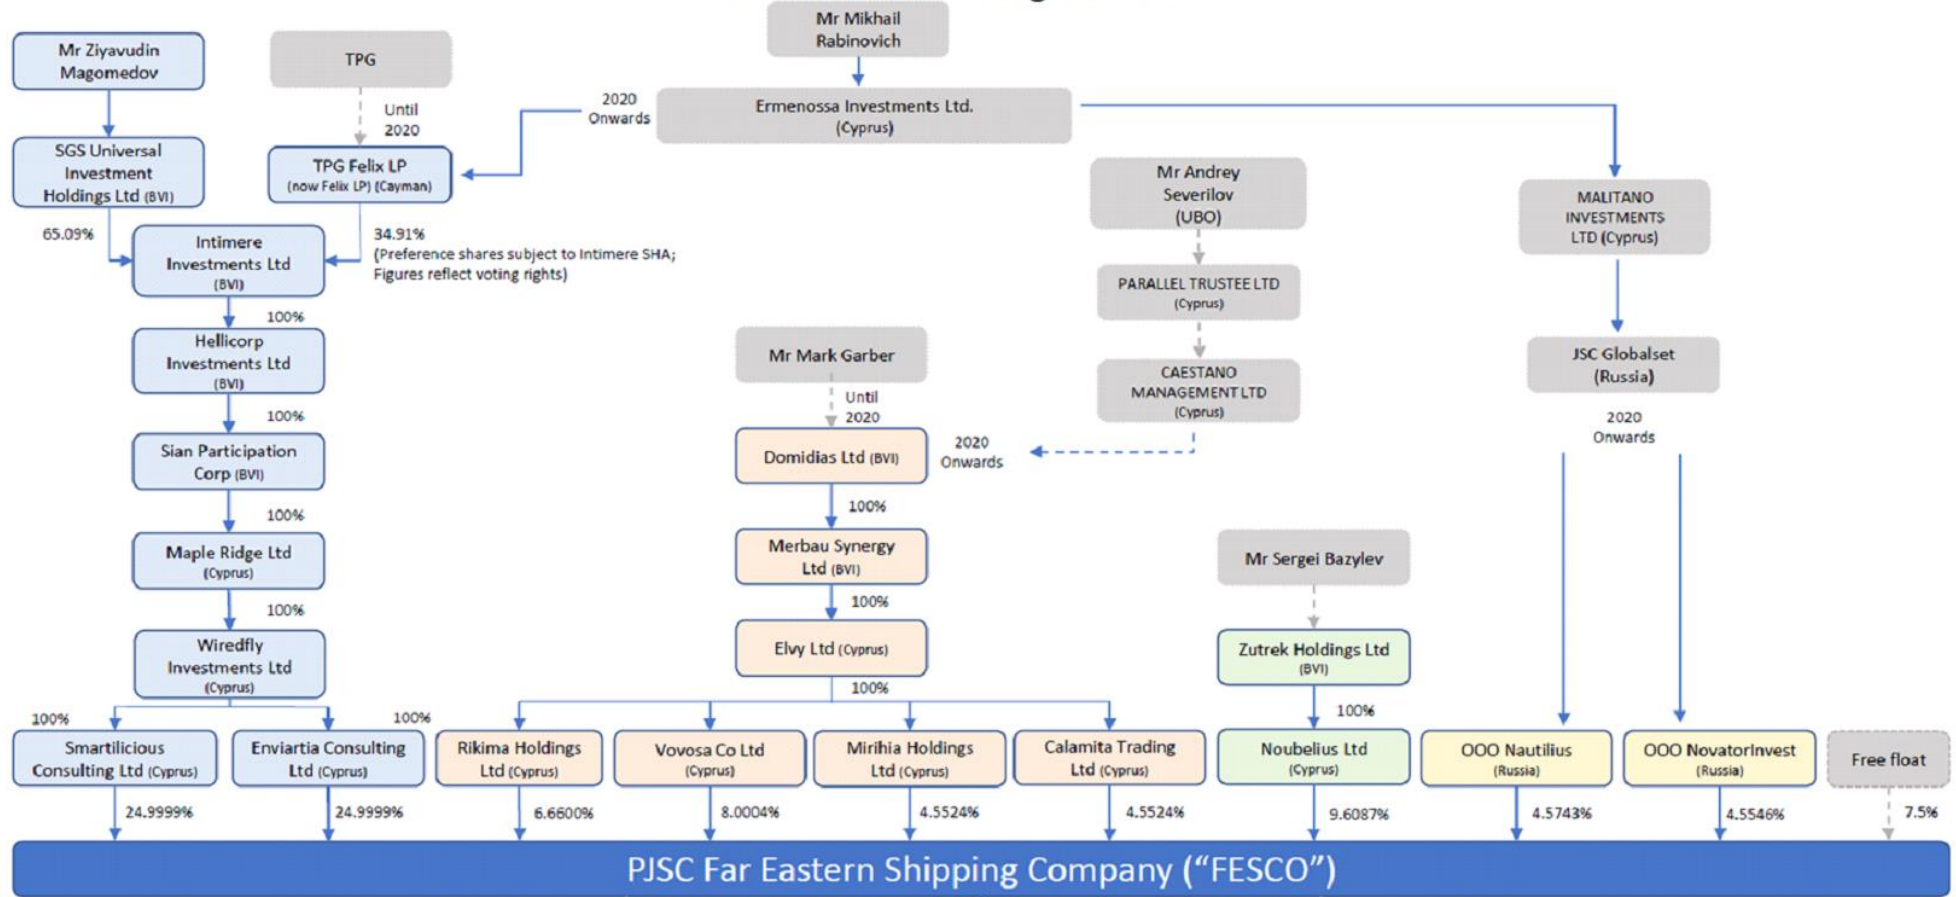 Mr Mikhail
Rabinovich
Mr Ziyavudin
Magomedov
TPG
Until
2020
2020
Onwards
Ermenossa Investments Ltd.
(Cyprus)
SGS Universal
Investment
Holdings Ltd (BVI)
TPG Felix LP
(now Felix LP) (Cayman)
Mr Andrey
Severilov
(UBO)
MALITANO
INVESTMENTS
LTD (Cyprus)
65.09%
Intimere
Investments Ltd
(BVI)
34.91%
(Preference shares subject to Intimere SHA;
Figures reflect voting rights)
PARALLEL TRUSTEE LTD
(Cyprus)
100%
Hellicorp
Investments Ltd
(BVI)
Mr Mark Garber
CAESTANO
MANAGEMENT LTD
(Cyprus)
JSC Globalset
(Russia)
100%
Until
2020
2020
Onwards
Sian Participation
Corp (BVI)
Domidias Ltd (BVI)
2020
Onwards
100%
100%
Maple Ridge Ltd
(Cyprus)
Merbau Synergy
Ltd (BVI)
Mr Sergei Bazylev
100%
100%
Wiredfly
Investments Ltd
(Cyprus)
Elvy Ltd (Cyprus)
Zutrek Holdings Ltd
(BVI)
100%
100%
100%
100%
Smartilicious
Consulting Ltd (Cyprus)
Enviartia Consulting
Ltd (Cyprus)
Rikima Holdings
Ltd (Cyprus)
Vovosa Co Ltd
(Cyprus)
Mirihia Holdings
Ltd (Cyprus)
Calamita Trading
Ltd (Cyprus)
Noubelius Ltd
(Cyprus)
OOO Nautilius
(Russia)
OOO NovatorInvest
(Russia)
Free float
24.9999%
24.9999%
6.6600%
8.0004%
4.5524%
4.5524%
9.6087%
4.5743%
4.5546%
7.5%
PJSC Far Eastern Shipping Company (“FESCO”)